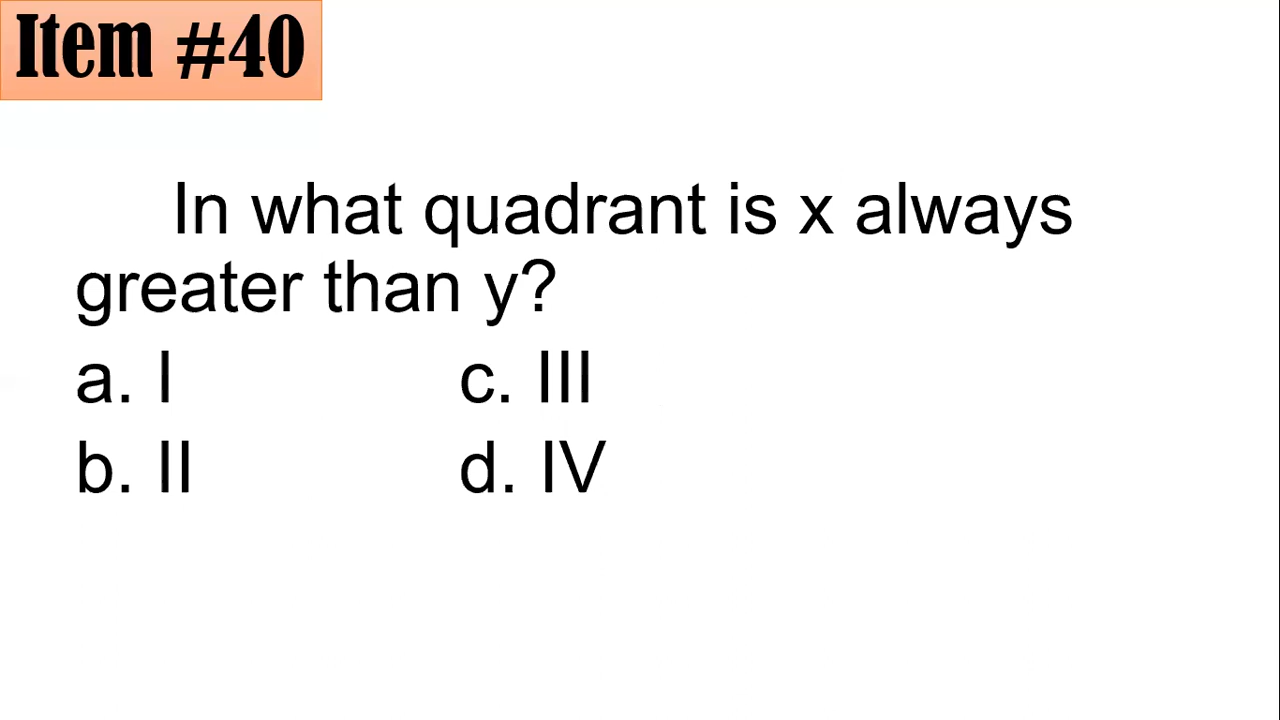 Item #40
In what quadrant is x always
greater than y?
a. I c. III
b. II d. IV